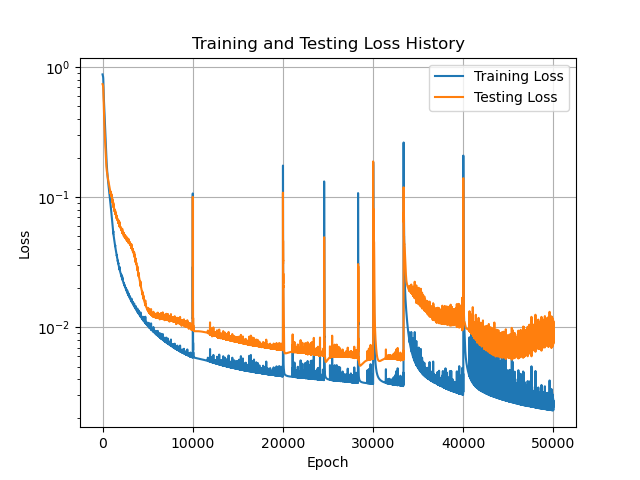 Training and Testing Loss History
Training Loss
Testing Loss
Loss
10⁰
10⁻¹
10⁻²
0
10000
20000
30000
40000
50000
Epoch